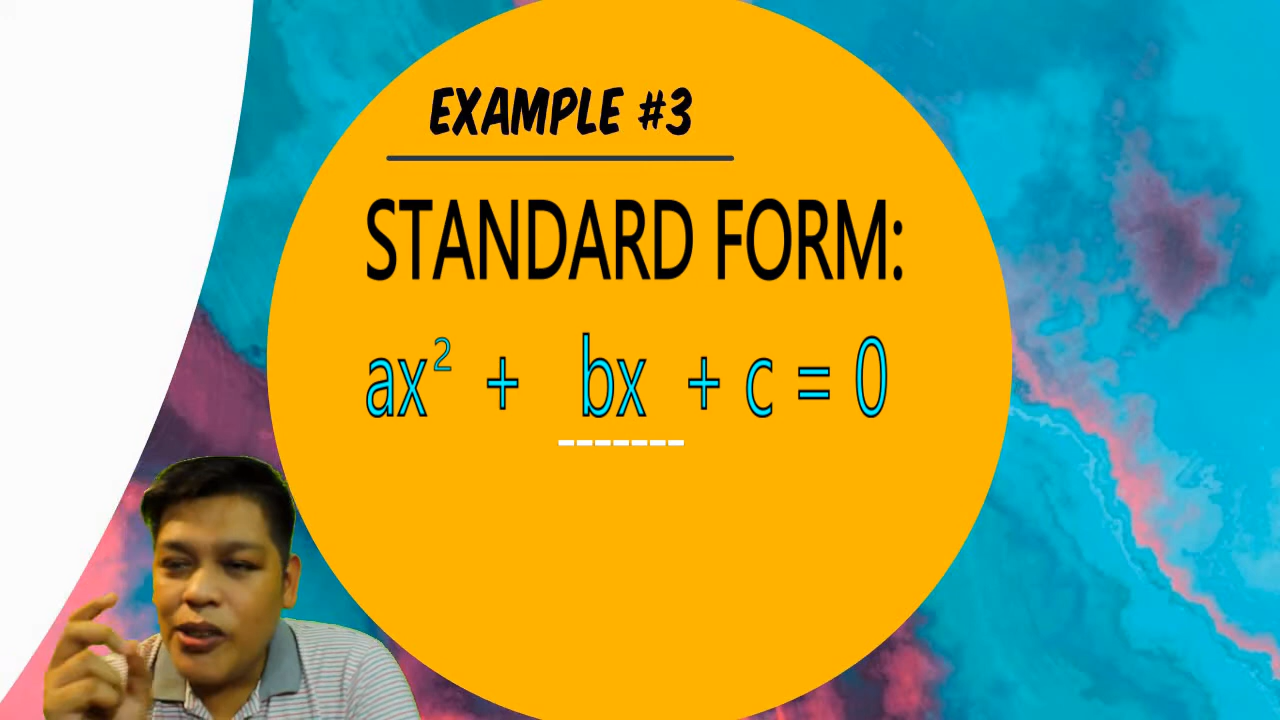 EXAMPLE #3
STANDARD FORM:
ax² + bx + c = 0